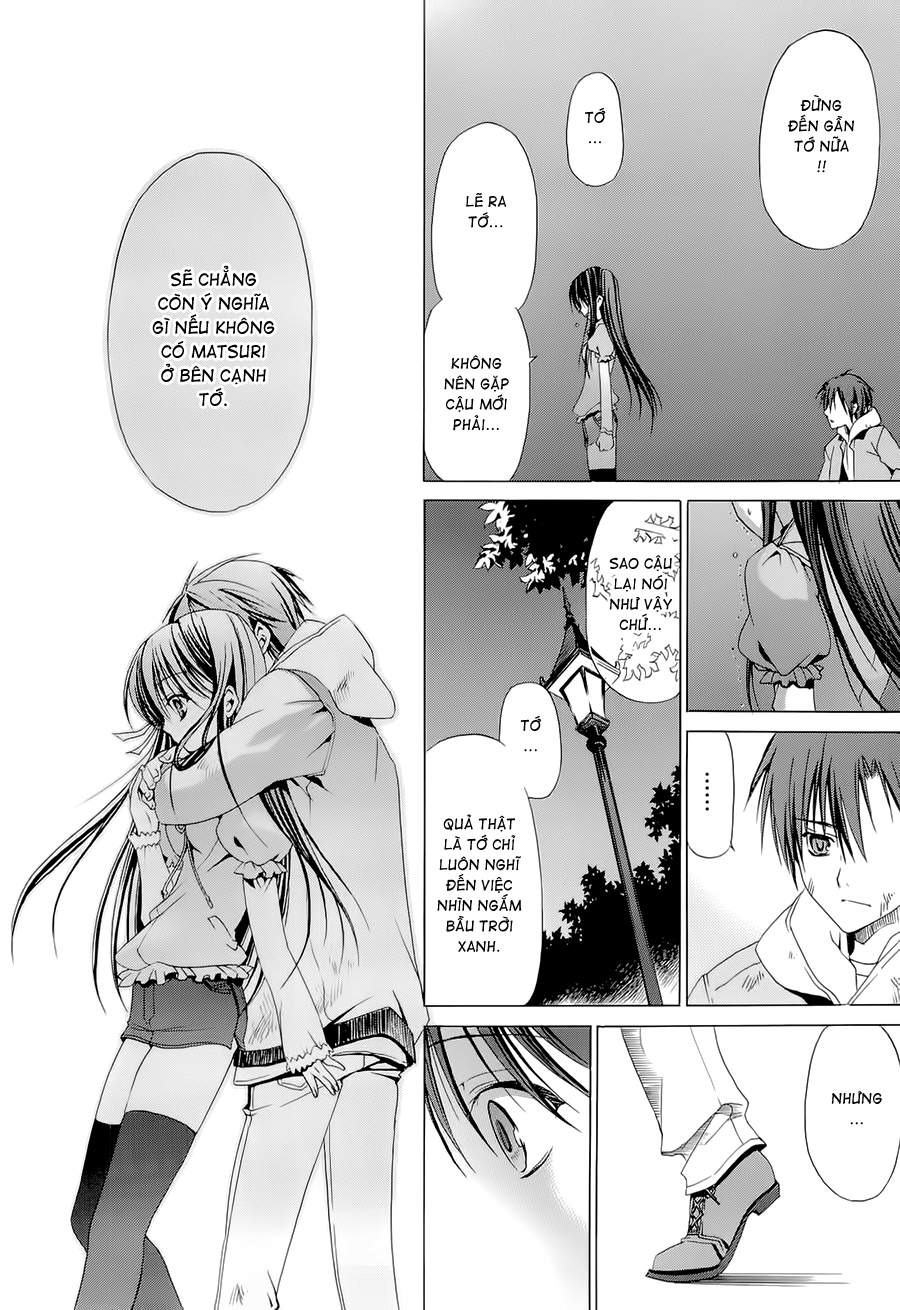 ĐỪNG
ĐẾN GẦN
TỚ NỮA
!!
TỚ
...
LẼ RA
TỚ...
KHÔNG
NÊN GẶP
CẬU MỚI
PHẢI...
SAO CẬU
LẠI NÓI
NHƯ VẬY
CHỨ...
TỚ
...
QUẢ THẬT
LÀ TỚ CHỈ
LUÔN NGHĨ
ĐẾN VIỆC
NHÌN NGẮM
BẦU TRỜI
XANH.
......
NHƯNG
...
SẼ CHẲNG
CÒN Ý NGHĨA
GÌ NẾU KHÔNG
CÓ MATSURI
Ở BÊN CẠNH
TỚ.